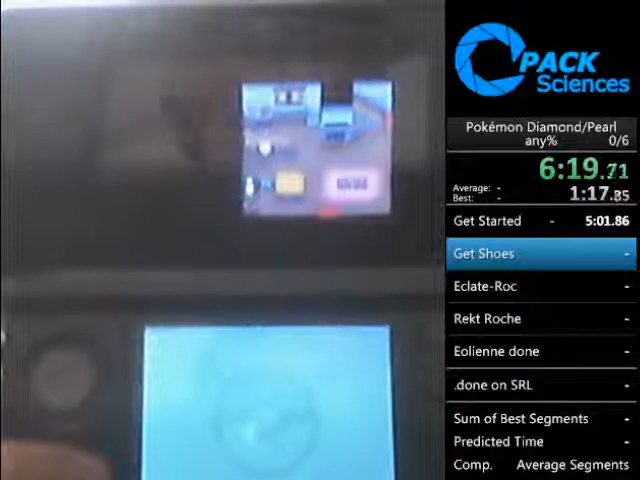 PACK
Sciences
Pokémon Diamond/Pearl
any% 0/6
6:19.71
Average: -
Best: - 1:17.85
Get Started - 5:01.86
Get Shoes -
Eclate-Roc -
Rekt Roche -
Eolienne done -
.done on SRL -
Sum of Best Segments -
Predicted Time -
Comp. Average Segments